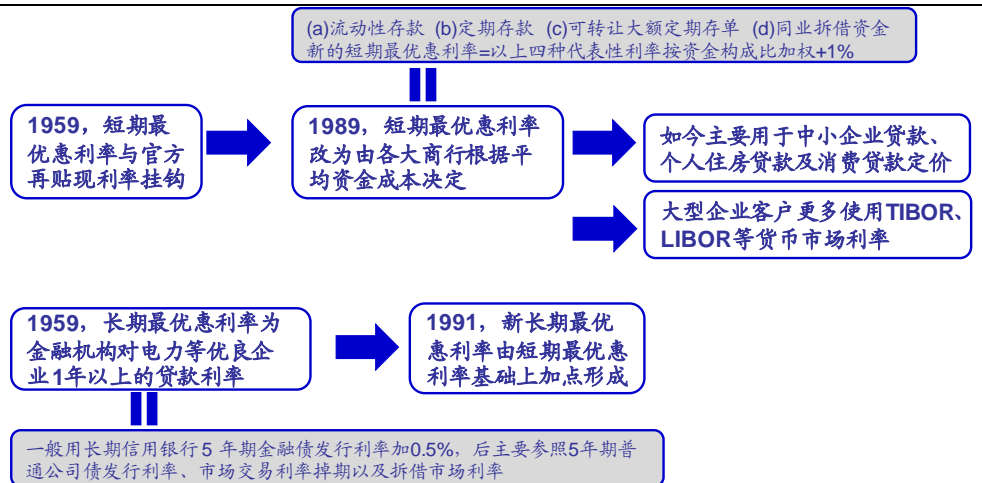 (a)流动性存款 (b)定期存款 (c)可转让大额定期存单 (d)同业拆借资金
新的短期最优惠利率=以上四种代表性利率按资金构成比加权+1%
1959，短期最
优惠利率与官方
再贴现利率挂钩
1989，短期最优惠利率
改为由各大商行根据平
均资金成本决定
如今主要用于中小企业贷款、
个人住房贷款及消费贷款定价
大型企业客户更多使用TIBOR、
LIBOR等货币市场利率
1959，长期最优惠利率为
金融机构对电力等优良企
业1年以上的贷款利率
1991，新长期最优
惠利率由短期最优惠
利率基础上加点形成
一般用长期信用银行5 年期金融债发行利率加0.5%，后主要参照5年期普
通公司债发行利率、市场交易利率掉期以及拆借市场利率